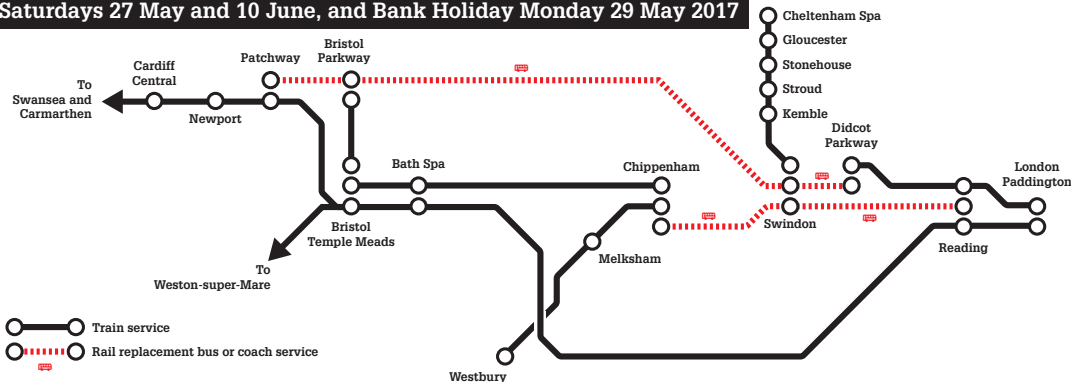 Saturdays 27 May and 10 June, and Bank Holiday Monday 29 May 2017
Cheltenham Spa
Gloucester
Stonehouse
Stroud
Kemble
Didcot
Parkway
London
Paddington
Bristol
Parkway
Patchway
Cardiff
Central
To
Swansea and
Carmarthen
Newport
Bath Spa
Chippenham
Swindon
Reading
Bristol
Temple Meads
Melksham
To
Weston-super-Mare
Westbury
Train service
Rail replacement bus or coach service